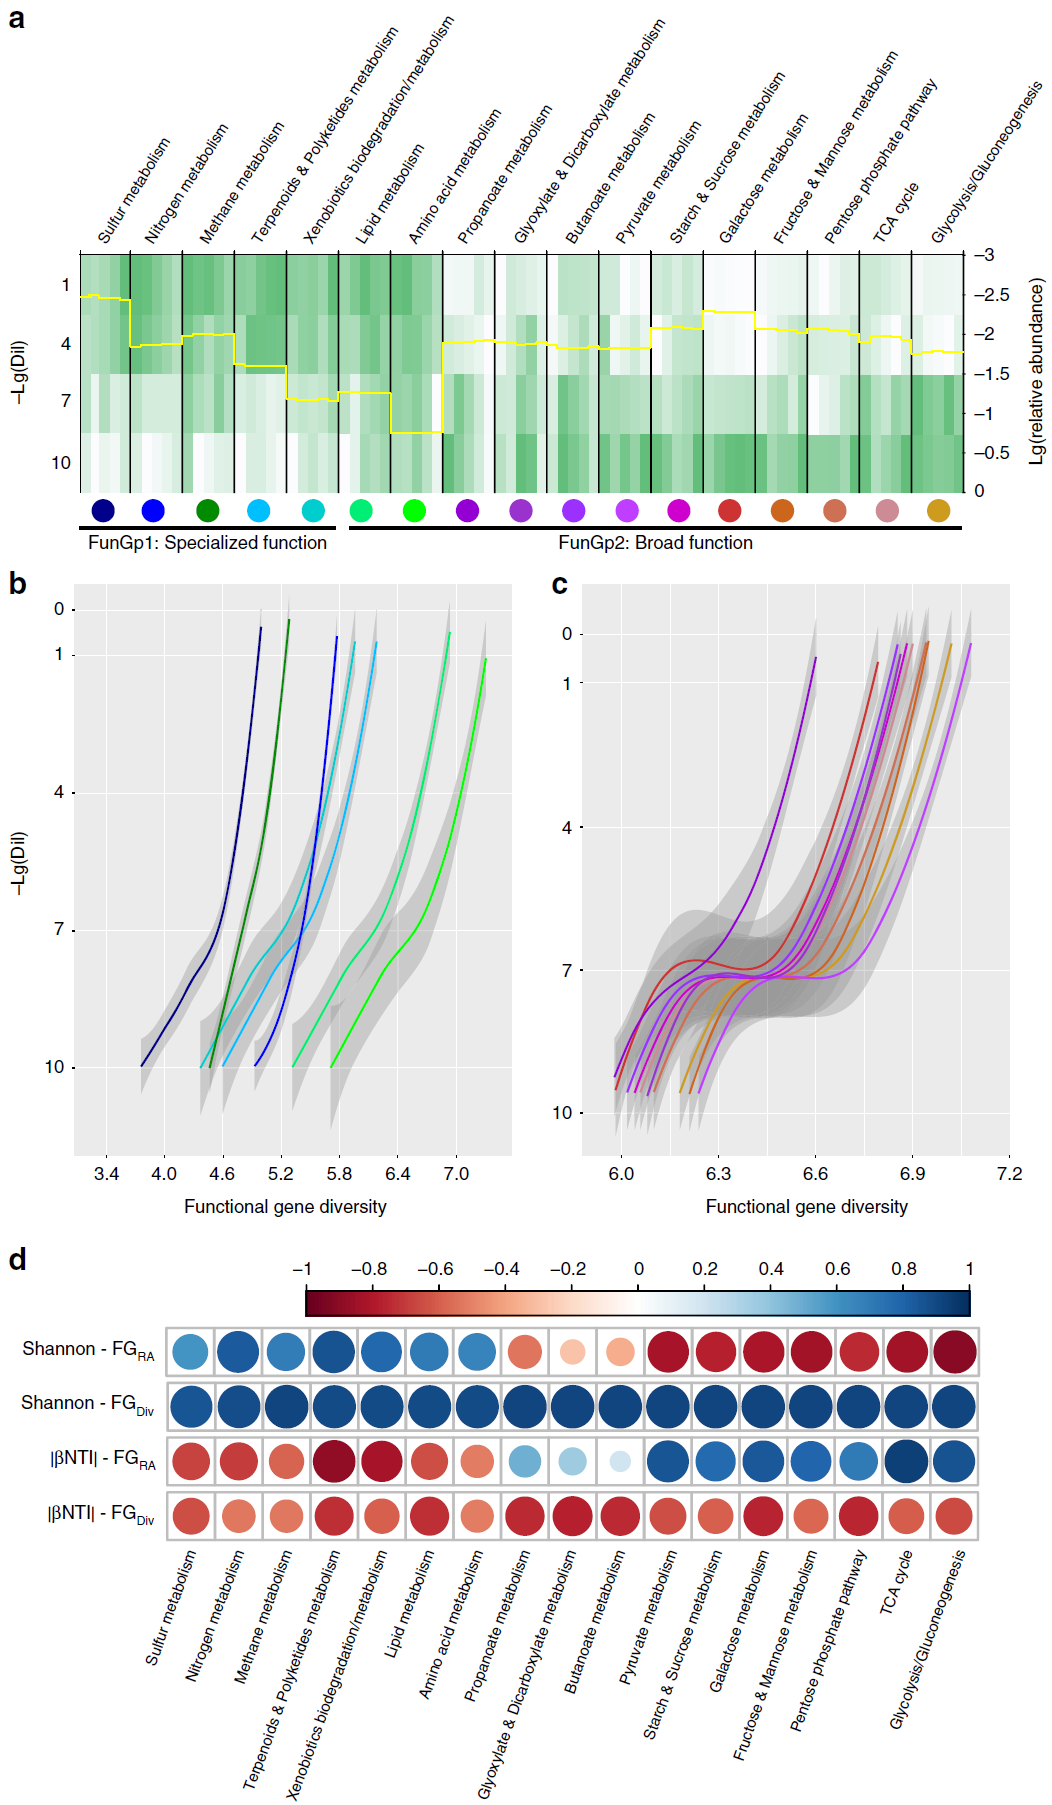 a
Sulfur metabolism
Nitrogen metabolism
Methane metabolism
Terpenoids & Polyketides metabolism
Xenobiotics biodegradation/metabolism
Lipid metabolism
Amino acid metabolism
Propanoate metabolism
Glyoxylate & Dicarboxylate metabolism
Butanoate metabolism
Pyruvate metabolism
Starch & Sucrose metabolism
Galactose metabolism
Fructose & Mannose metabolism
Pentose phosphate pathway
TCA cycle
Glycolysis/Gluconeogenesis
−Lg(Dil)
1
4
7
10
−3
−2.5
−2
−1.5
−1
−0.5
0
Lg(relative abundance)
FunGp1: Specialized function
FunGp2: Broad function
b
−Lg(Dil)
0
1
4
7
10
3.4 4.0 4.6 5.2 5.8 6.4 7.0
Functional gene diversity
c
0
1
4
7
10
6.0 6.3 6.6 6.9 7.2
Functional gene diversity
d
−1 −0.8 −0.6 −0.4 −0.2 0 0.2 0.4 0.6 0.8 1
Shannon - FGRA
Shannon - FGDiv
|βNTI| - FGRA
|βNTI| - FGDiv
Sulfur metabolism
Nitrogen metabolism
Methane metabolism
Terpenoids & Polyketides metabolism
Xenobiotics biodegradation/metabolism
Lipid metabolism
Amino acid metabolism
Propanoate metabolism
Glyoxylate & Dicarboxylate metabolism
Butanoate metabolism
Pyruvate metabolism
Starch & Sucrose metabolism
Galactose metabolism
Fructose & Mannose metabolism
Pentose phosphate pathway
TCA cycle
Glycolysis/Gluconeogenesis